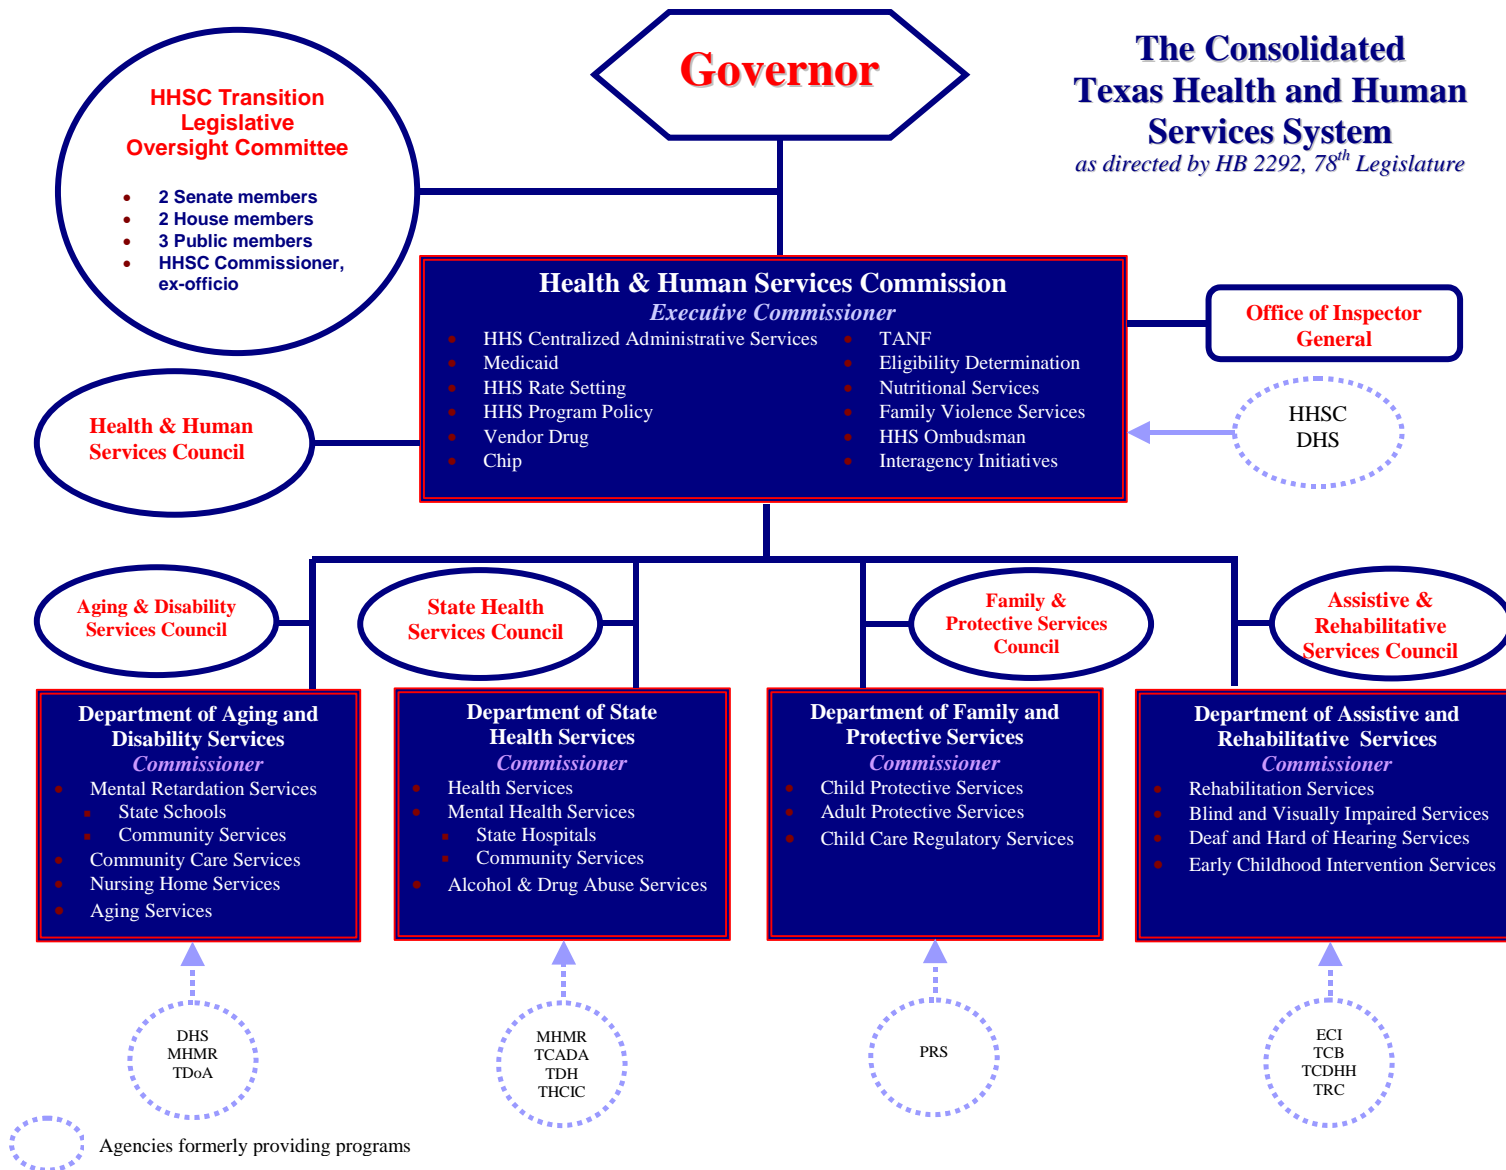 Governor
The Consolidated
Texas Health and Human
Services System
as directed by HB 2292, 78th Legislature
HHSC Transition
Legislative
Oversight Committee
• 2 Senate members
• 2 House members
• 3 Public members
• HHSC Commissioner,
ex-officio
Health & Human Services Commission
Executive Commissioner
• HHS Centralized Administrative Services
• Medicaid
• HHS Rate Setting
• HHS Program Policy
• Vendor Drug
• Chip
• TANF
• Eligibility Determination
• Nutritional Services
• Family Violence Services
• HHS Ombudsman
• Interagency Initiatives
Office of Inspector
General
Health & Human
Services Council
HHSC
DHS
Aging & Disability
Services Council
State Health
Services Council
Family &
Protective Services
Council
Assistive &
Rehabilitative
Services Council
Department of Aging and
Disability Services
Commissioner
• Mental Retardation Services
▪ State Schools
▪ Community Services
• Community Care Services
• Nursing Home Services
• Aging Services
Department of State
Health Services
Commissioner
• Health Services
• Mental Health Services
▪ State Hospitals
▪ Community Services
• Alcohol & Drug Abuse Services
Department of Family and
Protective Services
Commissioner
• Child Protective Services
• Adult Protective Services
• Child Care Regulatory Services
Department of Assistive and
Rehabilitative Services
Commissioner
• Rehabilitation Services
• Blind and Visually Impaired Services
• Deaf and Hard of Hearing Services
• Early Childhood Intervention Services
DHS
MHMR
TDoA
MHMR
TCADA
TDH
THCIC
PRS
ECI
TCB
TCDHH
TRC
Agencies formerly providing programs